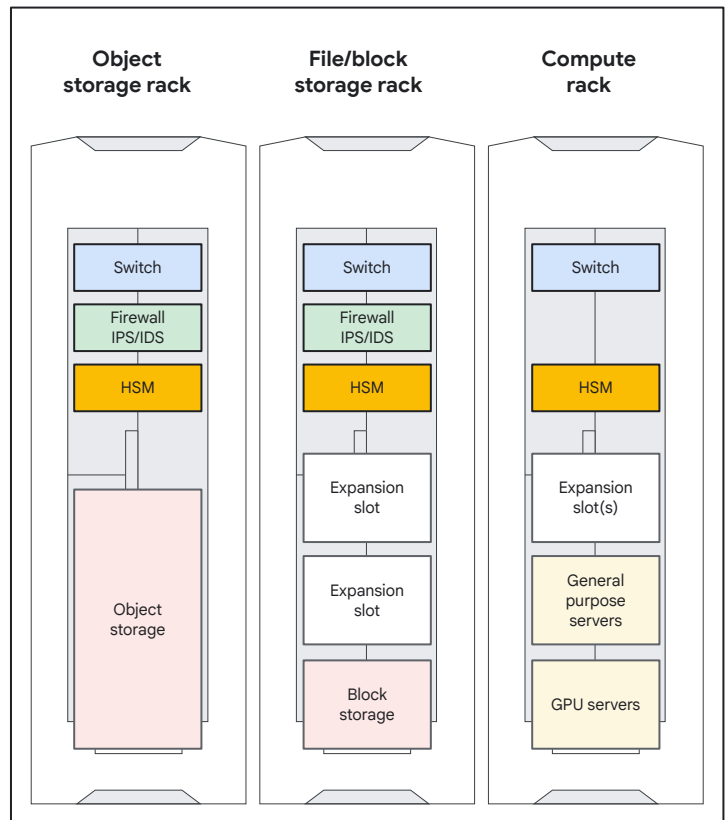 Object
storage rack
File/block
storage rack
Compute
rack
Switch
Firewall
IPS/IDS
HSM
Object
storage
Switch
Firewall
IPS/IDS
HSM
Expansion
slot
Expansion
slot
Block
storage
Switch
HSM
Expansion
slot(s)
General
purpose
servers
GPU servers